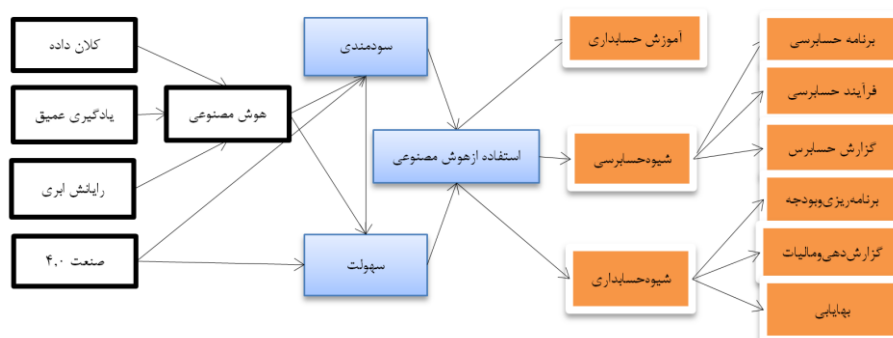 کلان داده
یادگیری عمیق
رایانش ابری
صنعت ۴.۰
هوش مصنوعی
سودمندی
سهولت
استفاده ازهوش مصنوعی
آموزش حسابداری
شیوه‌حسابرسی
شیوه‌حسابداری
برنامه حسابرسی
فرآیند حسابرسی
گزارش حسابرس
برنامه‌ریزی‌وبودجه
گزارش‌دهی‌ومالیات
بهایابی